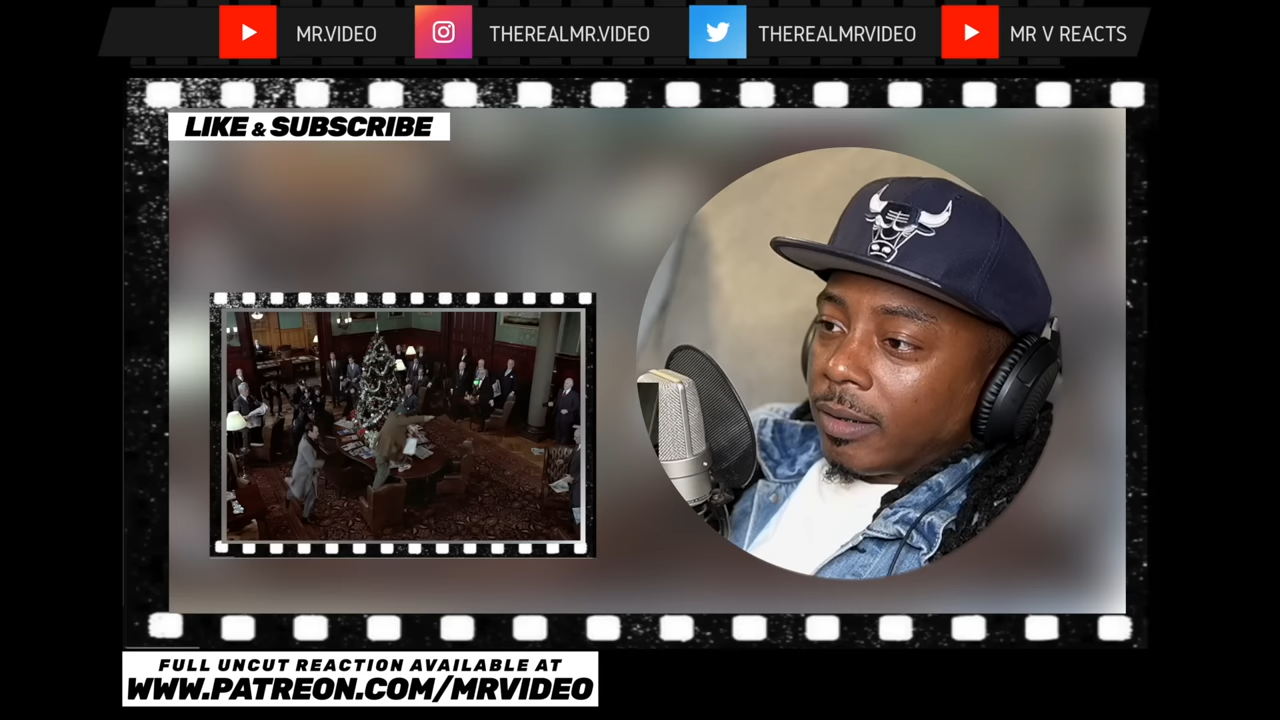 MR.VIDEO THEREALMR.VIDEO THEREALMRVIDEO MR V REACTS
LIKE & SUBSCRIBE
FULL UNCUT REACTION AVAILABLE AT
WWW.PATREON.COM/MRVIDEO